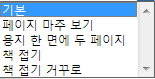 기본
페이지 마주 보기
용지 한 면에 두 페이지
책 접기
책 접기 거꾸로